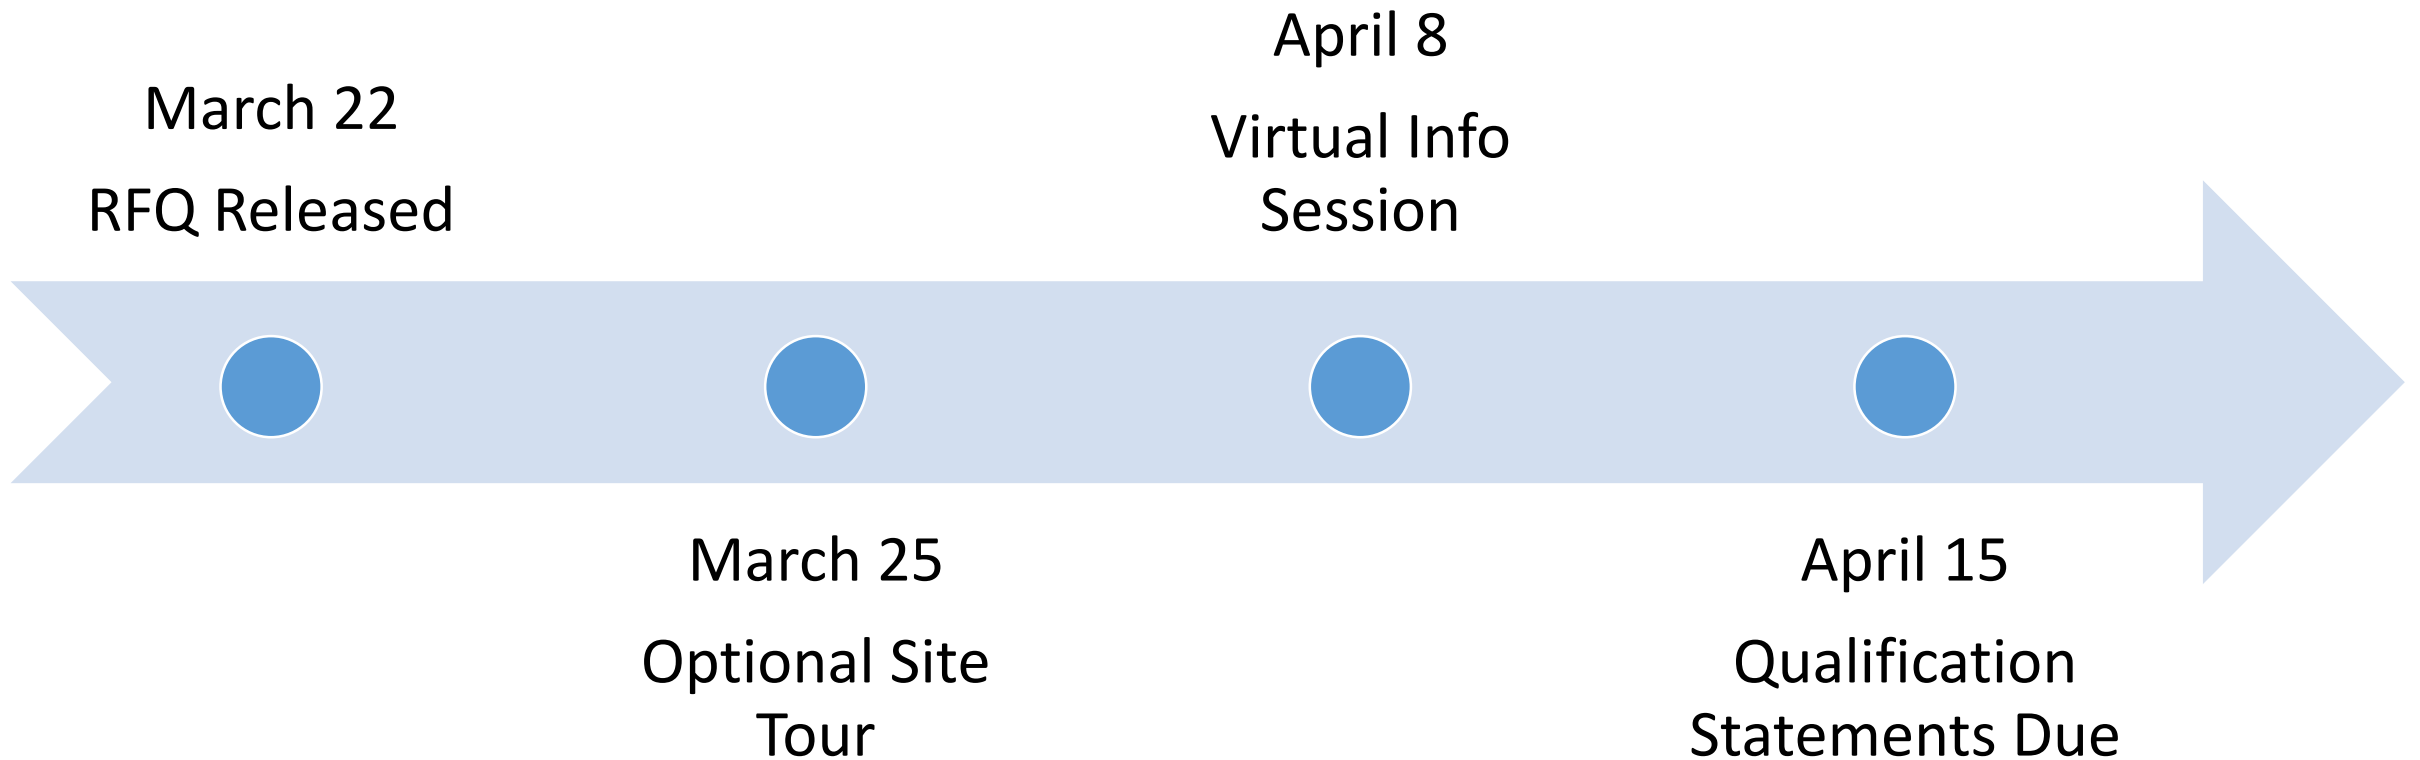 March 22
RFQ Released
March 25
Optional Site
Tour
April 8
Virtual Info
Session
April 15
Qualification
Statements Due